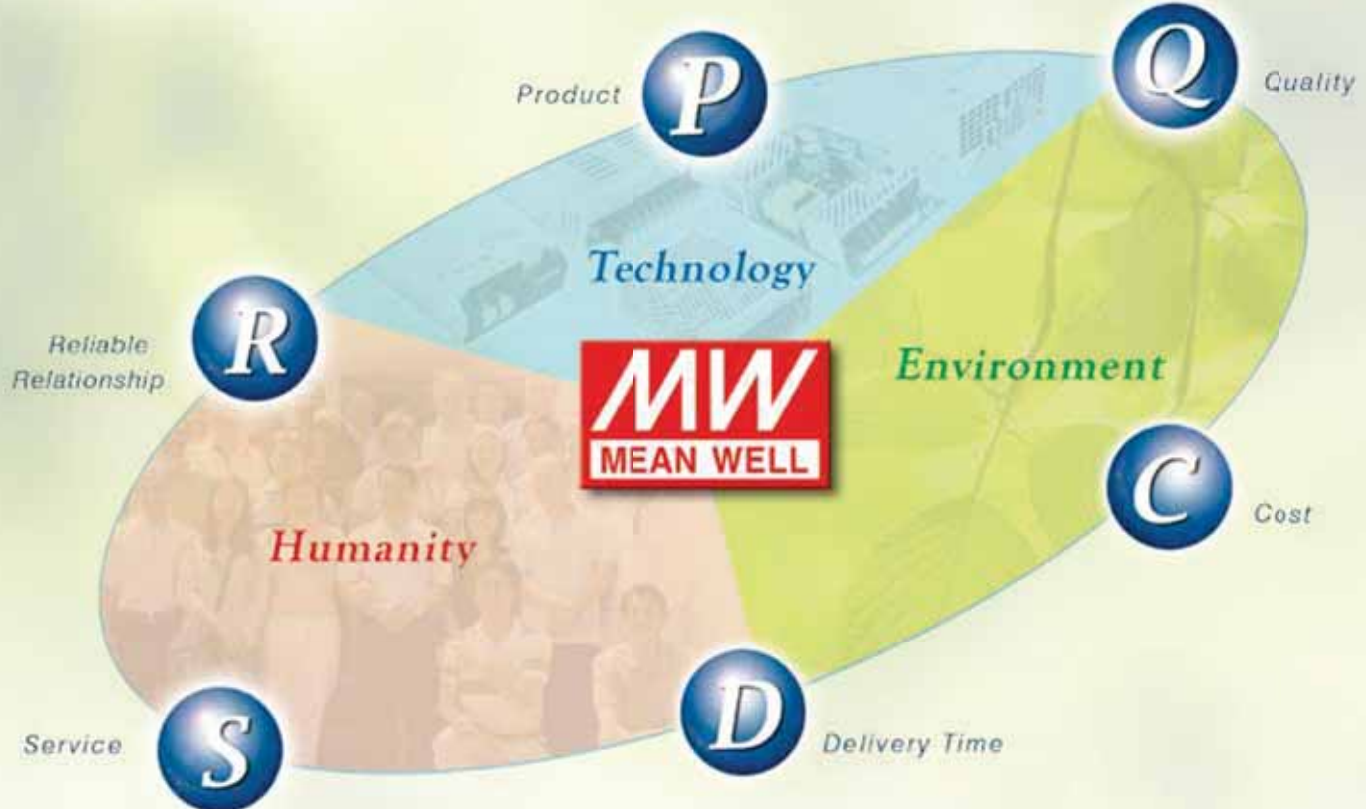 P
Product
Q
Quality
Technology
R
Reliable
Relationship
MW
MEAN WELL
Environment
C
Cost
Humanity
S
Service
D
Delivery Time